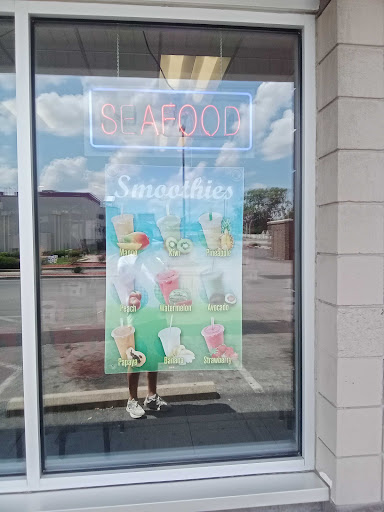 SEAFOOD
Smoothies
Mango Kiwi Pineapple
Peach Watermelon Avocado
Papaya Banana Strawberry